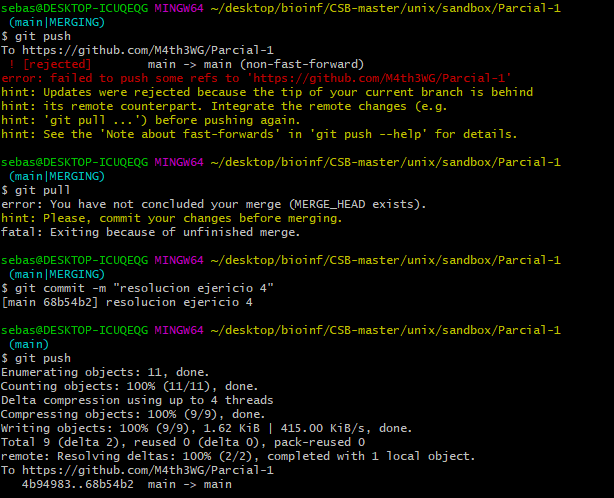 sebas@DESKTOP-ICUQEQG MINGW64 ~/desktop/bioinf/CSB-master/unix/sandbox/Parcial-1
(main|MERGING)
$ git push
To https://github.com/M4th3WG/Parcial-1
! [rejected]        main -> main (non-fast-forward)
error: failed to push some refs to 'https://github.com/M4th3WG/Parcial-1'
hint: Updates were rejected because the tip of your current branch is behind
hint: its remote counterpart. Integrate the remote changes (e.g.
hint: 'git pull ...') before pushing again.
hint: See the 'Note about fast-forwards' in 'git push --help' for details.
sebas@DESKTOP-ICUQEQG MINGW64 ~/desktop/bioinf/CSB-master/unix/sandbox/Parcial-1
(main|MERGING)
$ git pull
error: You have not concluded your merge (MERGE_HEAD exists).
hint: Please, commit your changes before merging.
fatal: Exiting because of unfinished merge.
sebas@DESKTOP-ICUQEQG MINGW64 ~/desktop/bioinf/CSB-master/unix/sandbox/Parcial-1
(main|MERGING)
$ git commit -m "resolucion ejericio 4"
[main 68b54b2] resolucion ejericio 4
sebas@DESKTOP-ICUQEQG MINGW64 ~/desktop/bioinf/CSB-master/unix/sandbox/Parcial-1
(main)
$ git push
Enumerating objects: 11, done.
Counting objects: 100% (11/11), done.
Delta compression using up to 4 threads
Compressing objects: 100% (9/9), done.
Writing objects: 100% (9/9), 1.62 KiB | 415.00 KiB/s, done.
Total 9 (delta 2), reused 0 (delta 0), pack-reused 0
remote: Resolving deltas: 100% (2/2), completed with 1 local object.
To https://github.com/M4th3WG/Parcial-1
4b94983..68b54b2  main -> main